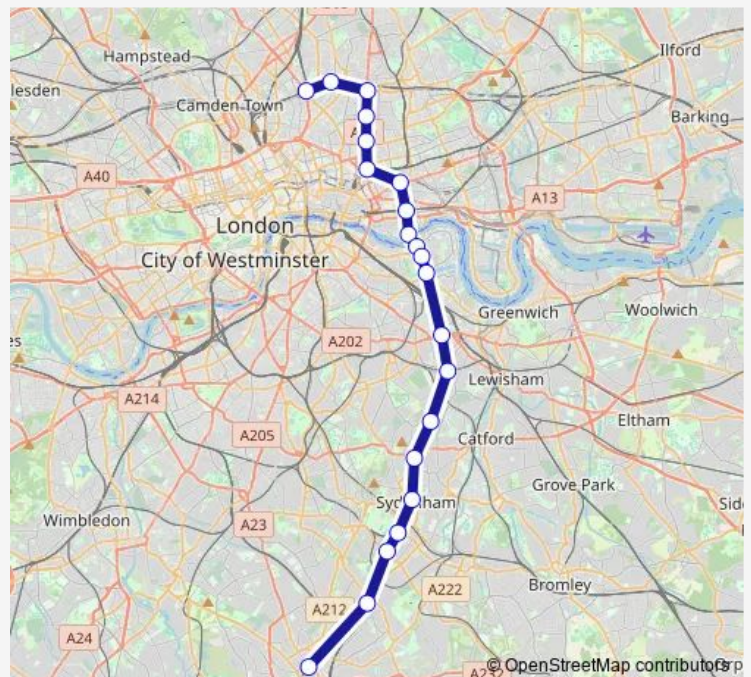 Hampstead
Ilford
lesden
Camden Town
Barking
A40
A13
London
City of Westminster
Greenwich
Woolwich
es
A202
Lewisham
A214
Eltham
A205
Catford
Grove Park
Sid
Wimbledon
A23
Bromley
A222
A212
A24
© OpenStreetMap contributors